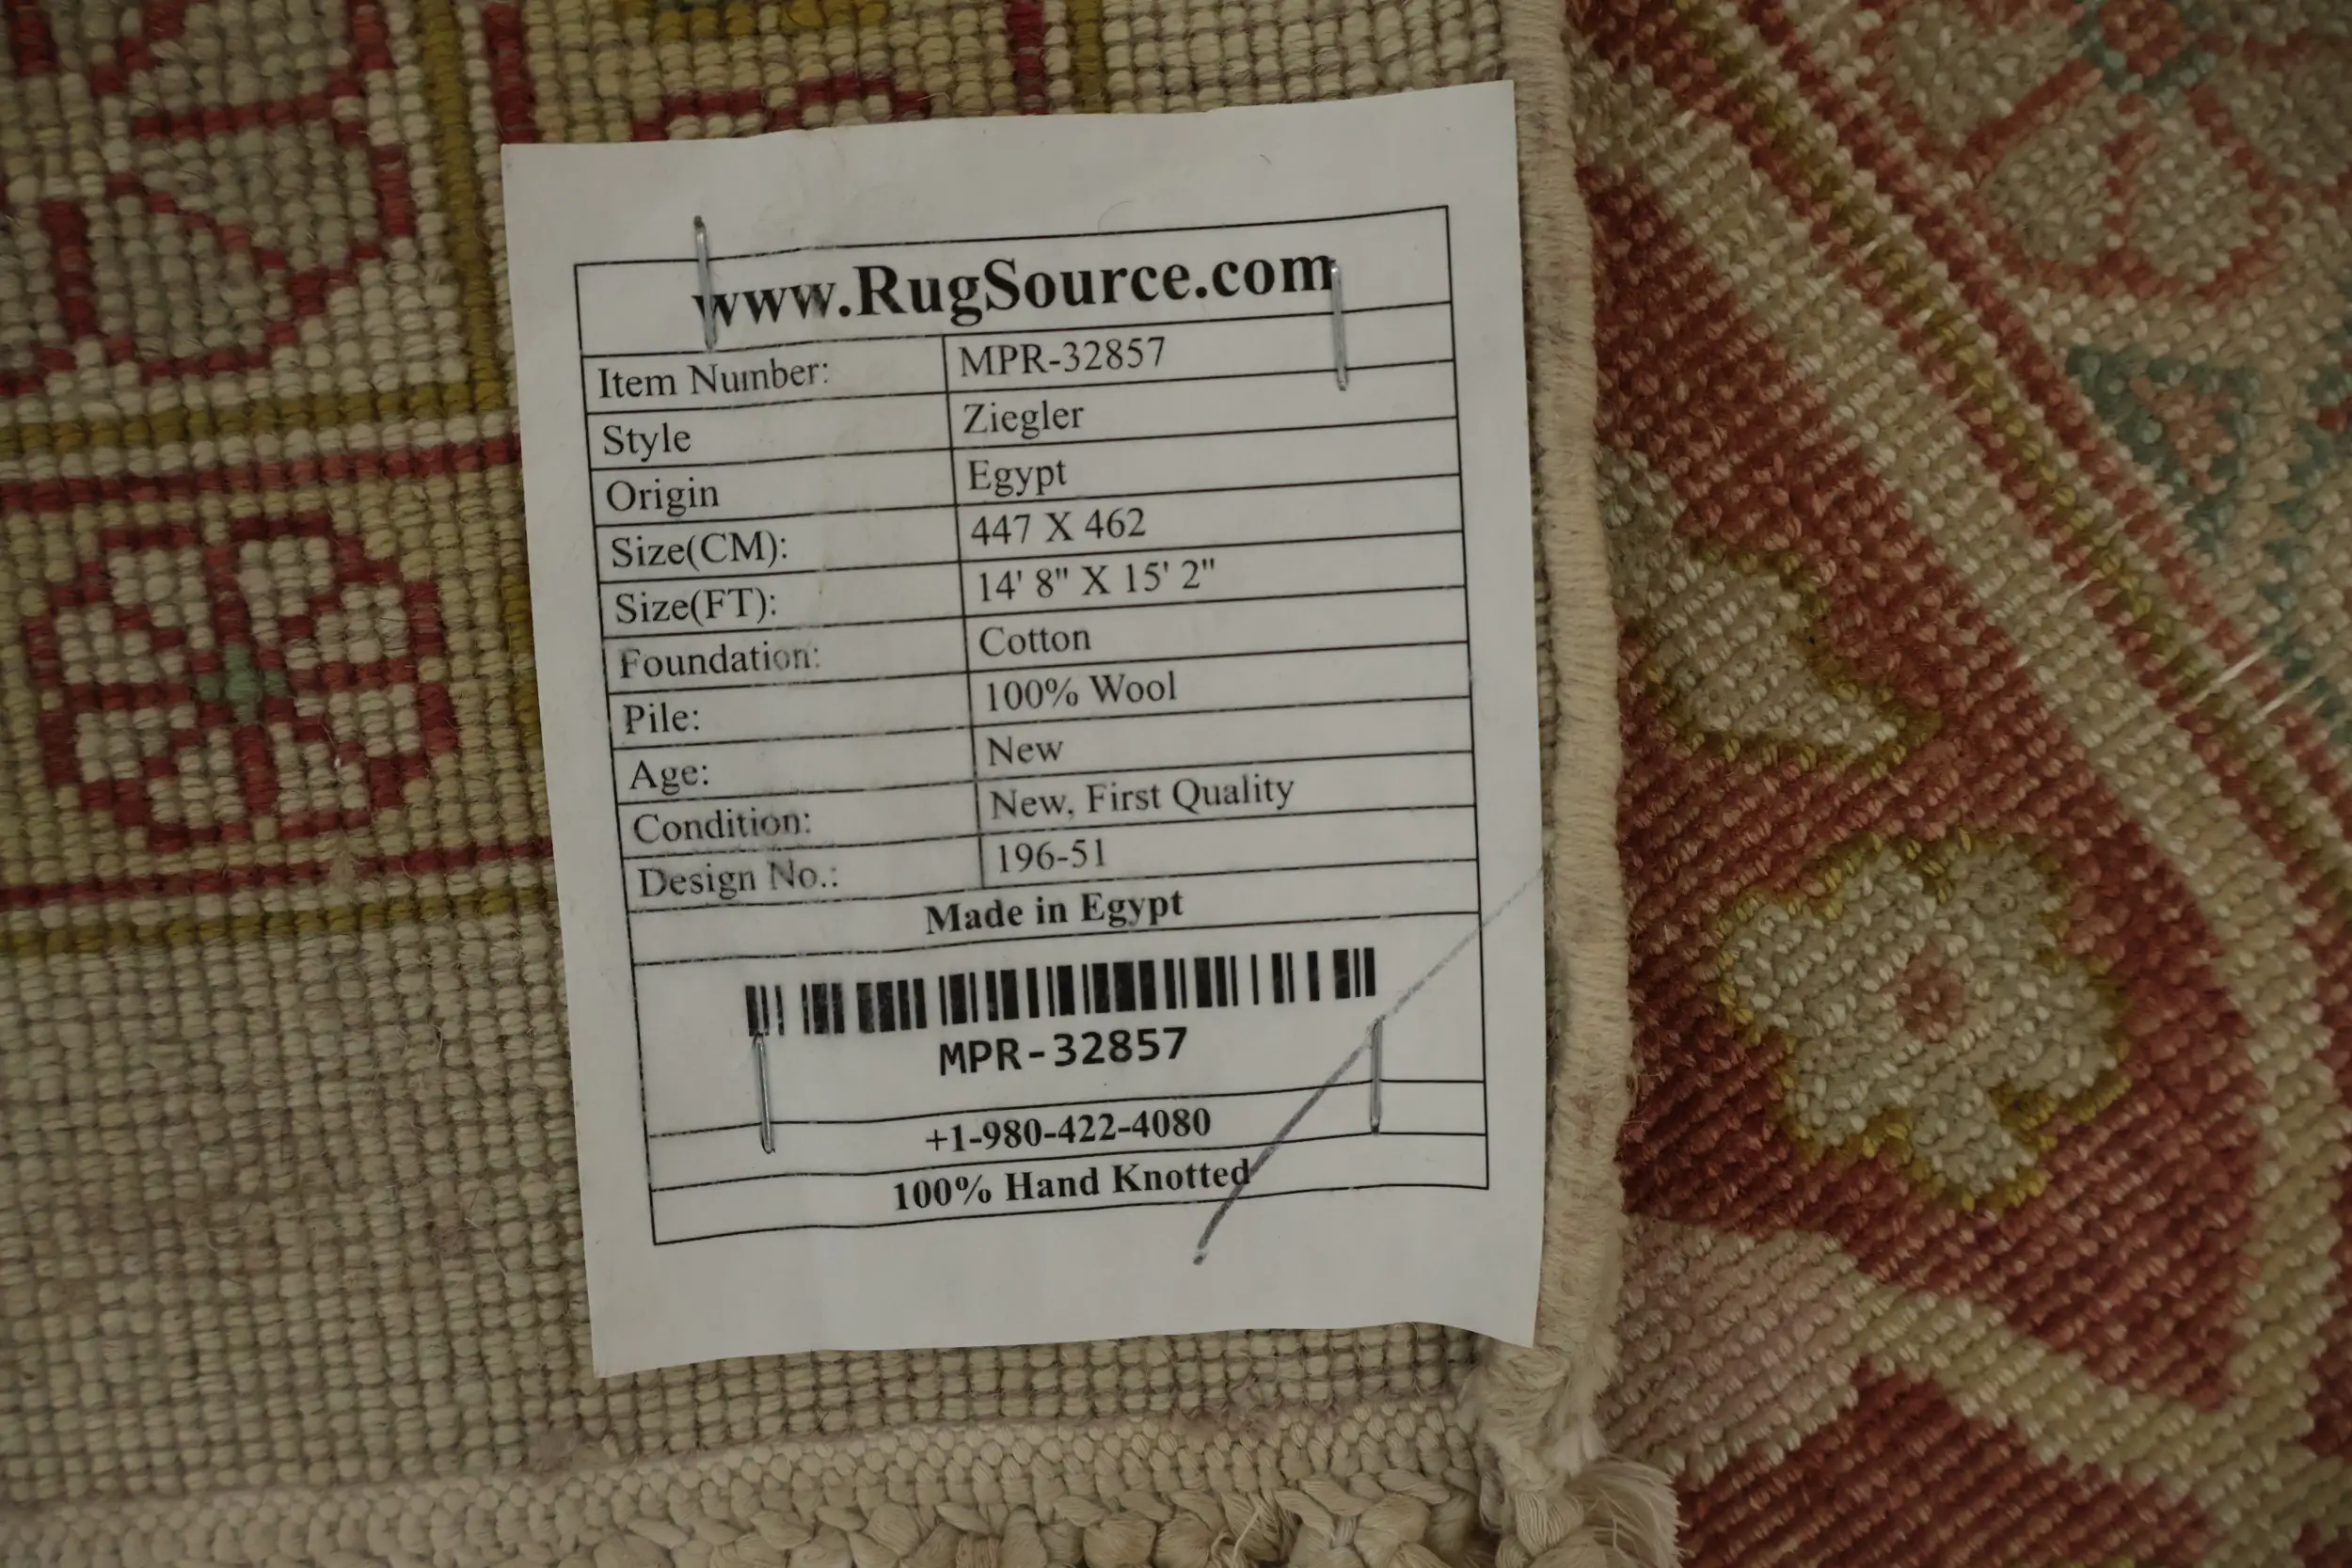 www.RugSource.com
Item Number: MPR-32857
Style Ziegler
Origin Egypt
Size(CM): 447 X 462
Size(FT): 14' 8" X 15' 2"
Foundation: Cotton
Pile: 100% Wool
Age: New
Condition: New, First Quality
Design No.: 196-51
Made in Egypt
MPR-32857
+1-980-422-4080
100% Hand Knotted